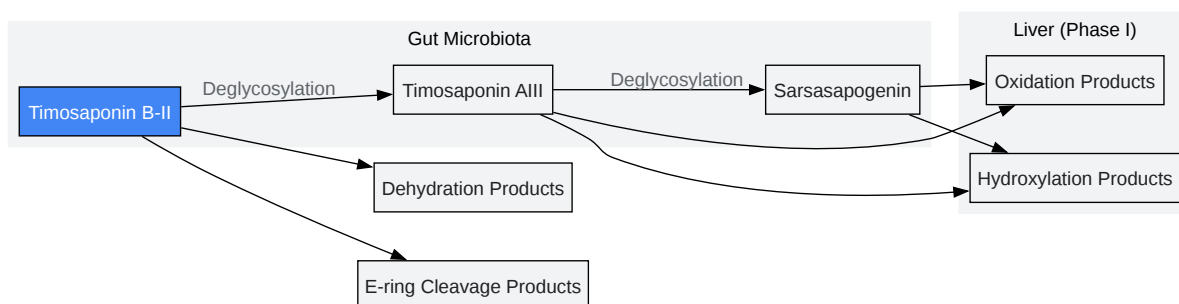 Gut Microbiota
Liver (Phase I)
Timosaponin B-II
Deglycosylation
Timosaponin AIII
Deglycosylation
Sarsasapogenin
Oxidation Products
Dehydration Products
Hydroxylation Products
E-ring Cleavage Products